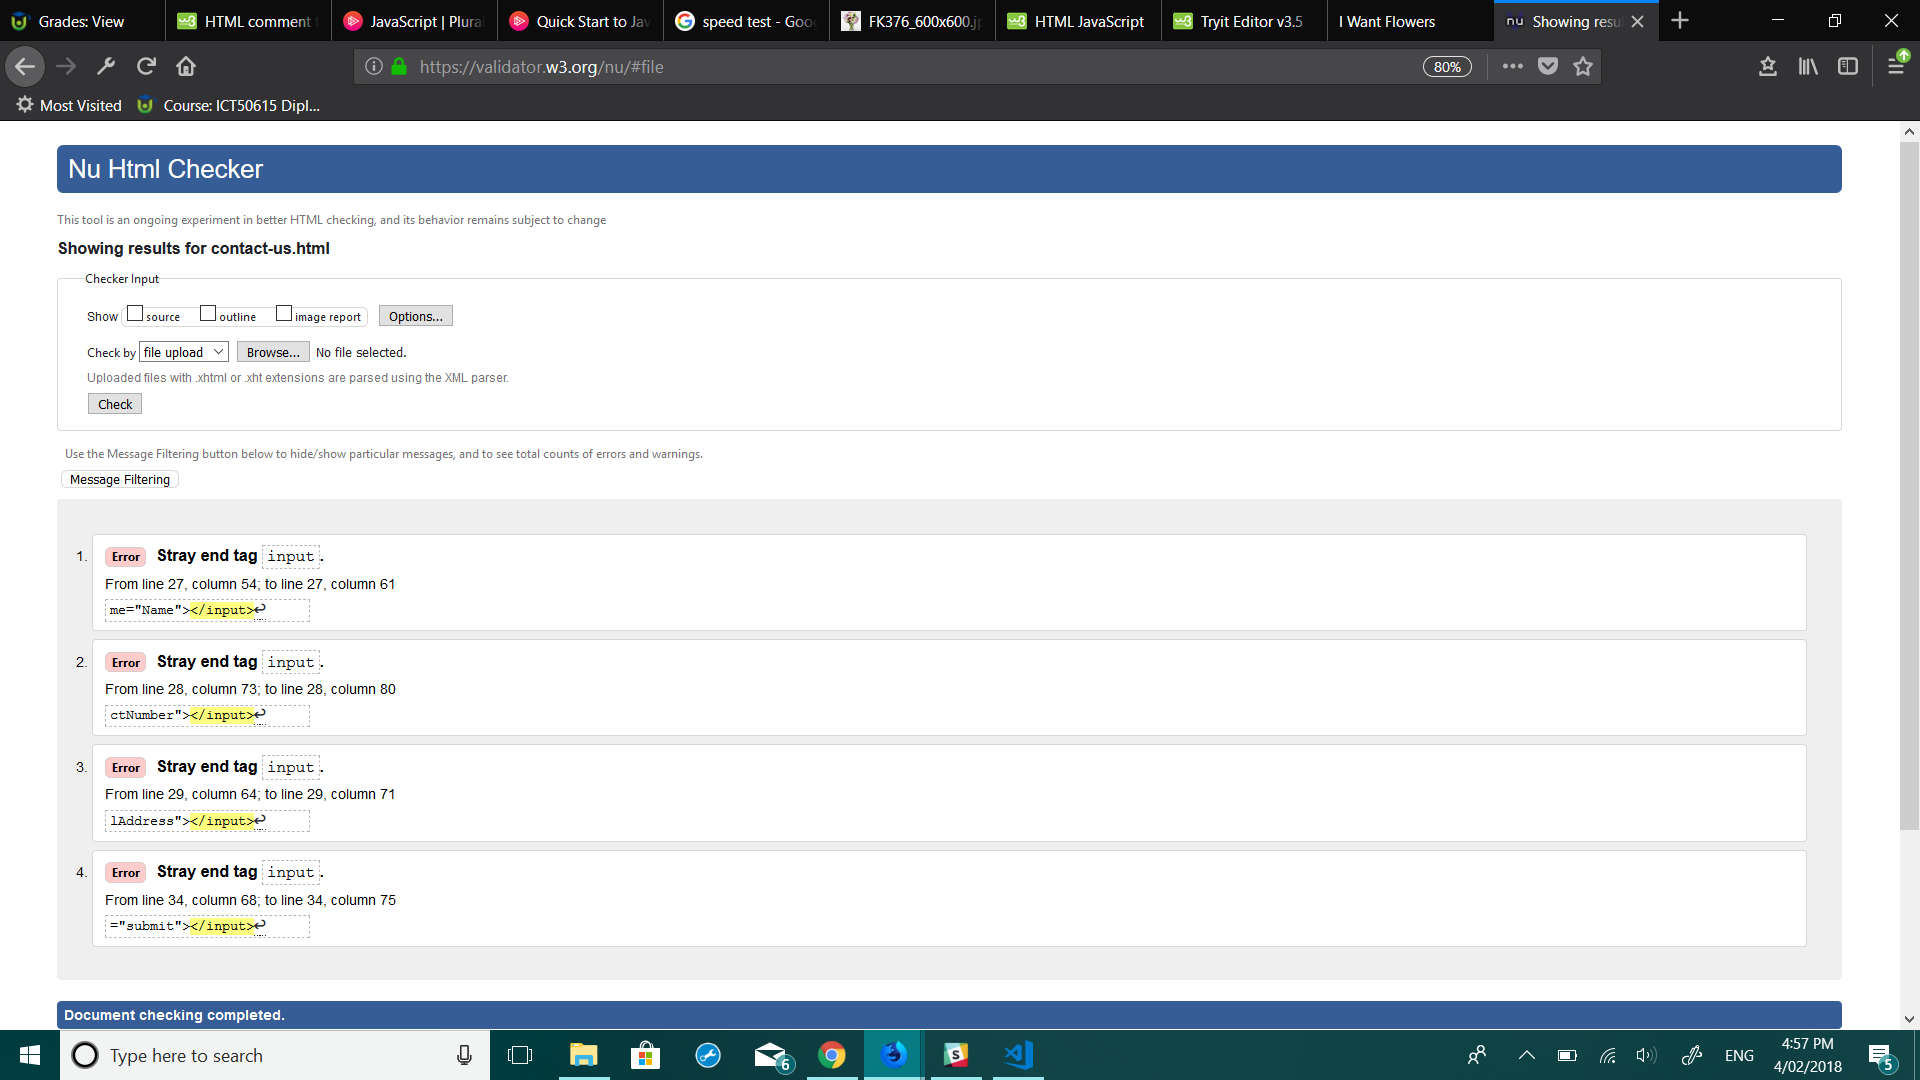 Grades: View
HTML comment t
JavaScript | Plural
Quick Start to Jav
speed test - Goog
FK376_600x600.jp
HTML JavaScript
Tryit Editor v3.5
I Want Flowers
nu Showing resul
https://validator.w3.org/nu/#file
80%
Most Visited
Course: ICT50615 Dipl...
Nu Html Checker
This tool is an ongoing experiment in better HTML checking, and its behavior remains subject to change
Showing results for contact-us.html
Checker Input
Show source outline image report Options...
Check by file upload Browse... No file selected.
Uploaded files with .xhtml or .xht extensions are parsed using the XML parser.
Check
Use the Message Filtering button below to hide/show particular messages, and to see total counts of errors and warnings.
Message Filtering
1. Error Stray end tag input.
From line 27, column 54; to line 27, column 61
me="Name"></input>↩
2. Error Stray end tag input.
From line 28, column 73; to line 28, column 80
ctNumber"></input>↩
3. Error Stray end tag input.
From line 29, column 64; to line 29, column 71
lAddress"></input>↩
4. Error Stray end tag input.
From line 34, column 68; to line 34, column 75
="submit"></input>↩
Document checking completed.
Type here to search
6
ENG
4:57 PM
4/02/2018
5